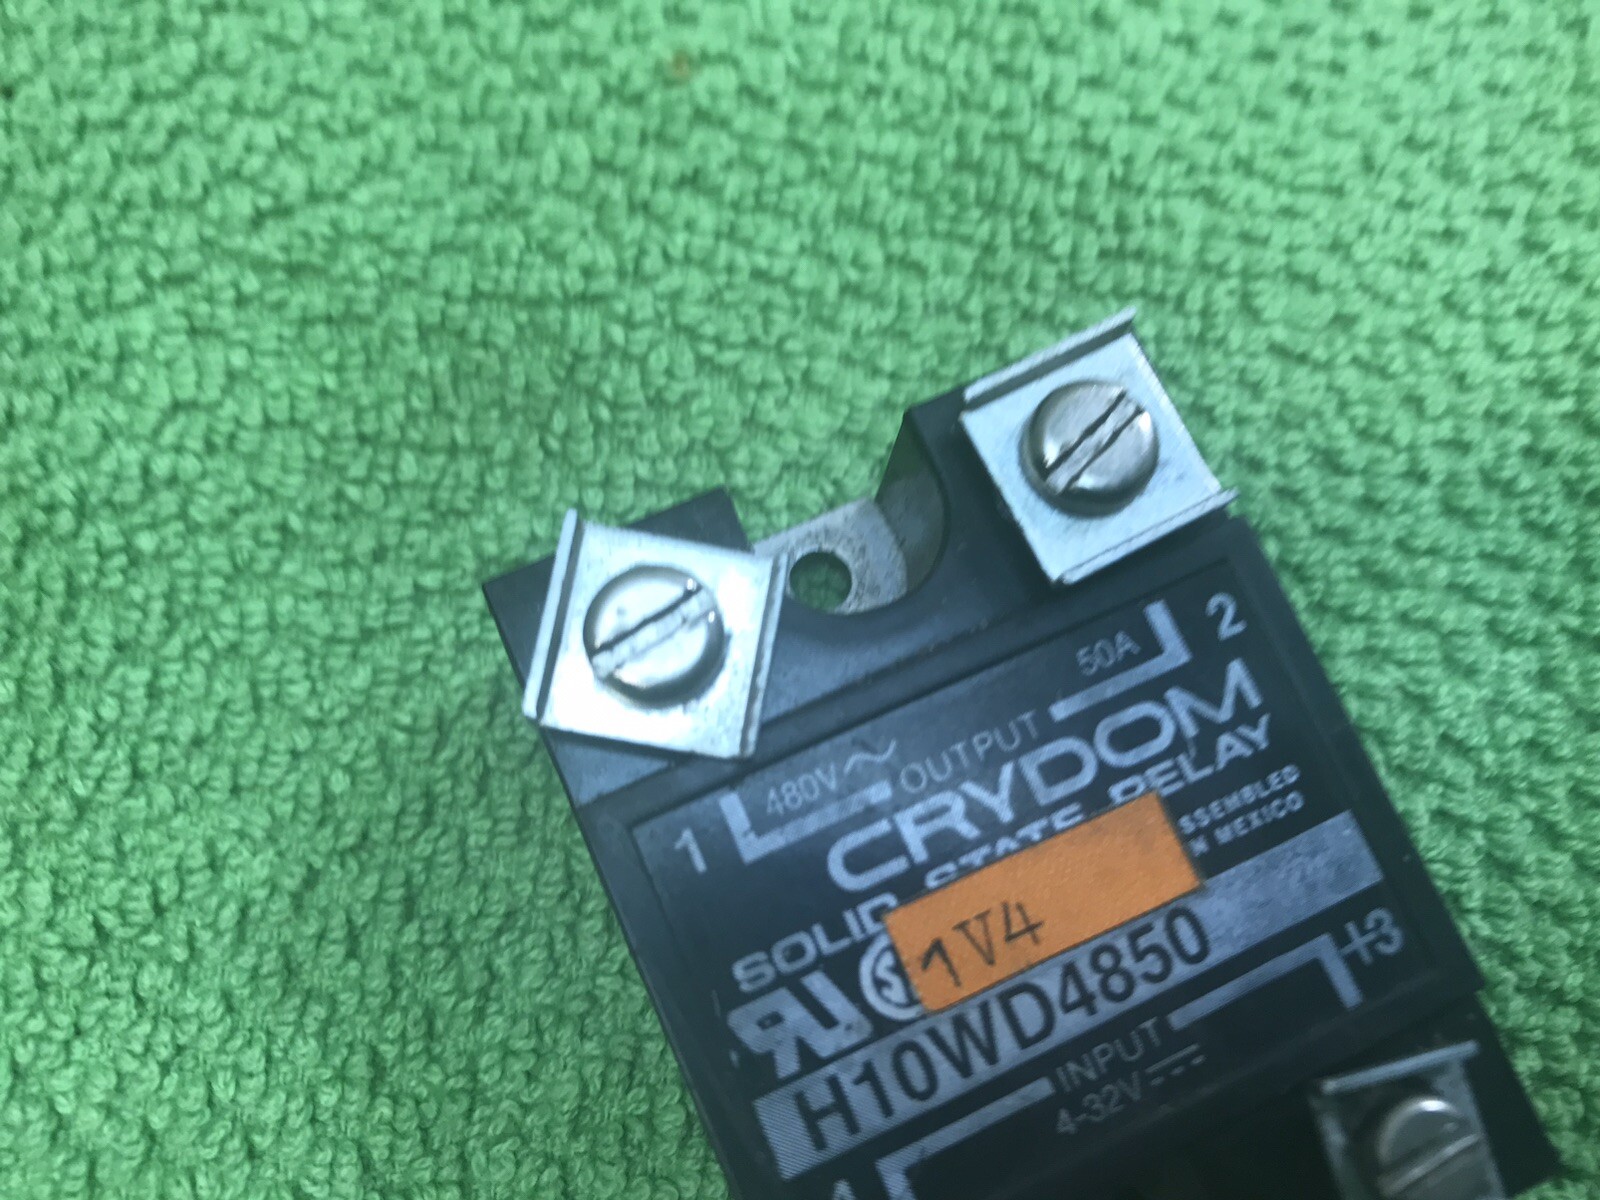 1 480V~ OUTPUT 50A 2
CRYDOM
SOLID STATE RELAY
SSEMBLED
N MEXICO
1V4
H10WD4850
+3
INPUT
4-32V